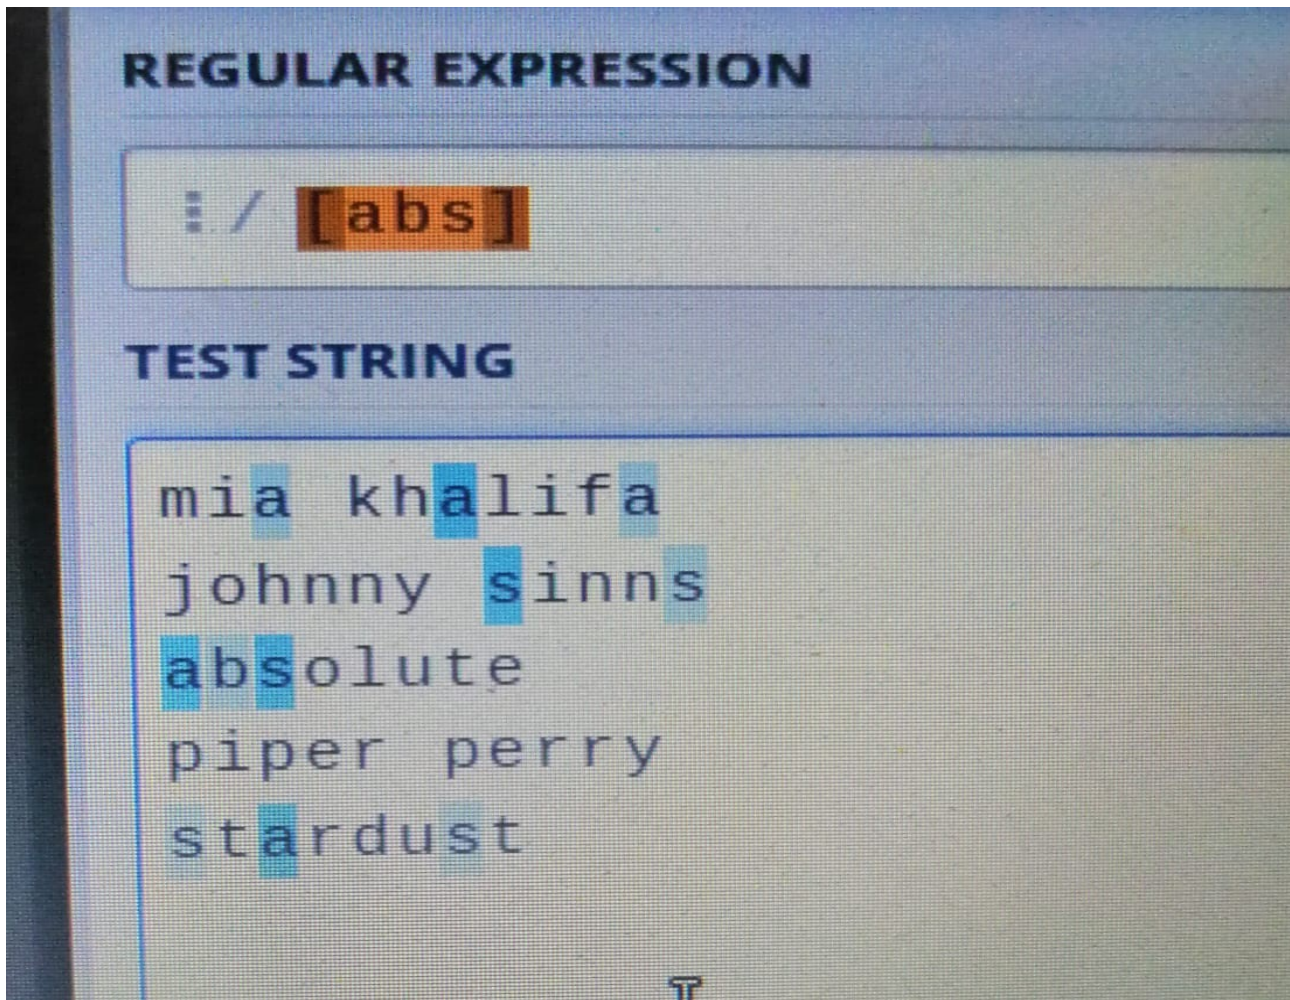 REGULAR EXPRESSION
⋮ / [abs]
TEST STRING
mia khalifa
johnny sinns
absolute
piper perry
stardust